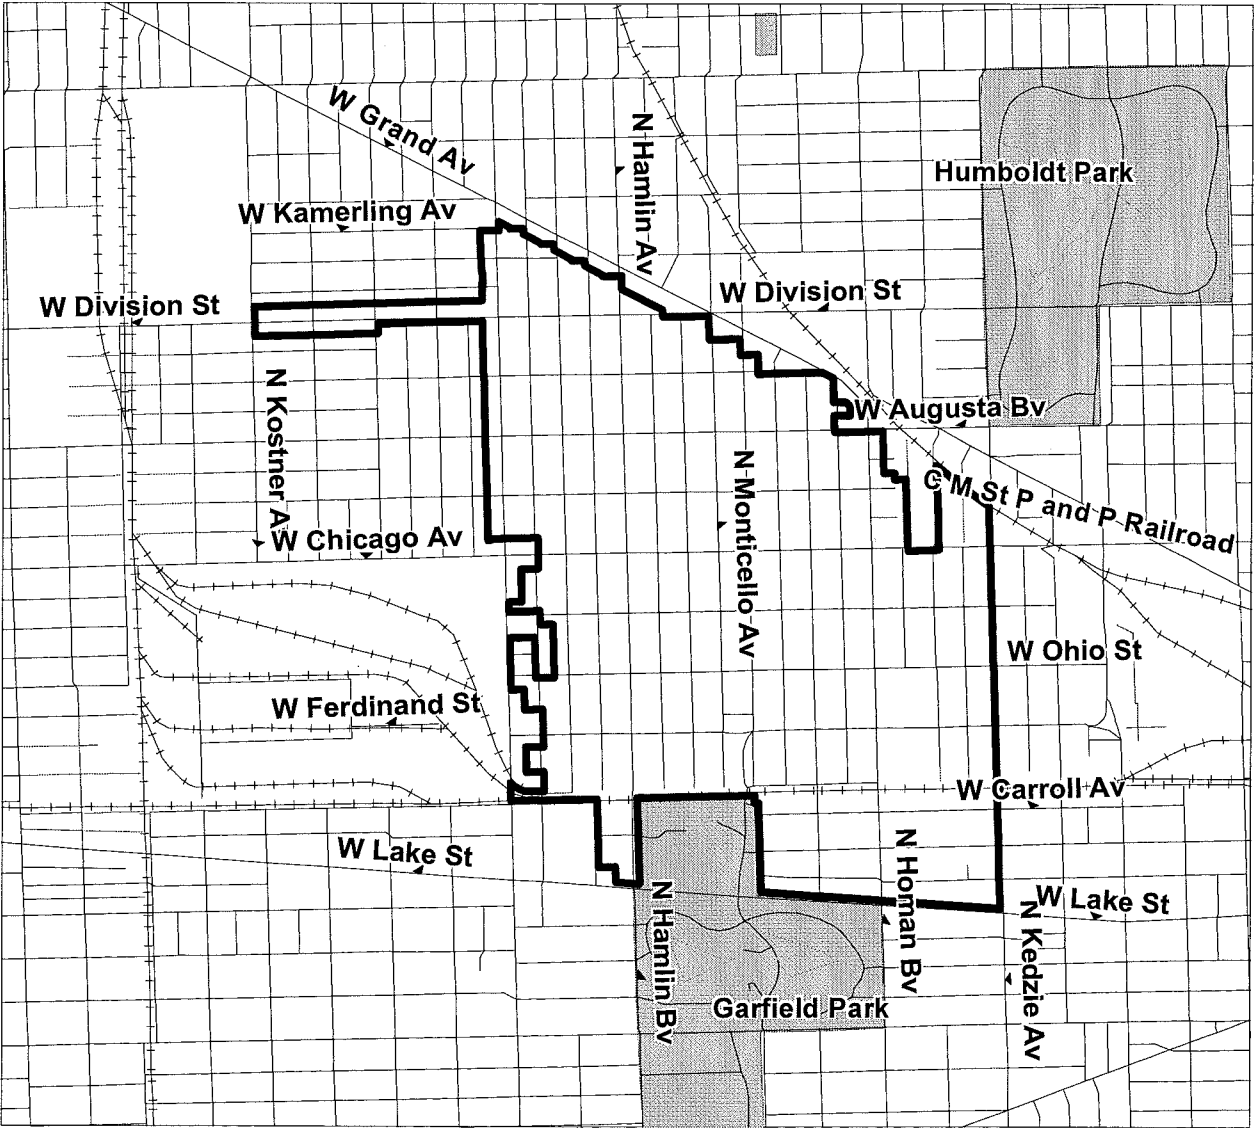 W Grand Av
N Hamlin Av
Humboldt Park
W Kamerling Av
W Division St
W Division St
N Kostner Av
W Augusta Bv
N Monticello Av
C M St P and P Railroad
W Chicago Av
W Ohio St
W Ferdinand St
W Carroll Av
W Lake St
N Homan Bv
N Hamlin Bv
W Lake St
N Kedzie Av
Garfield Park